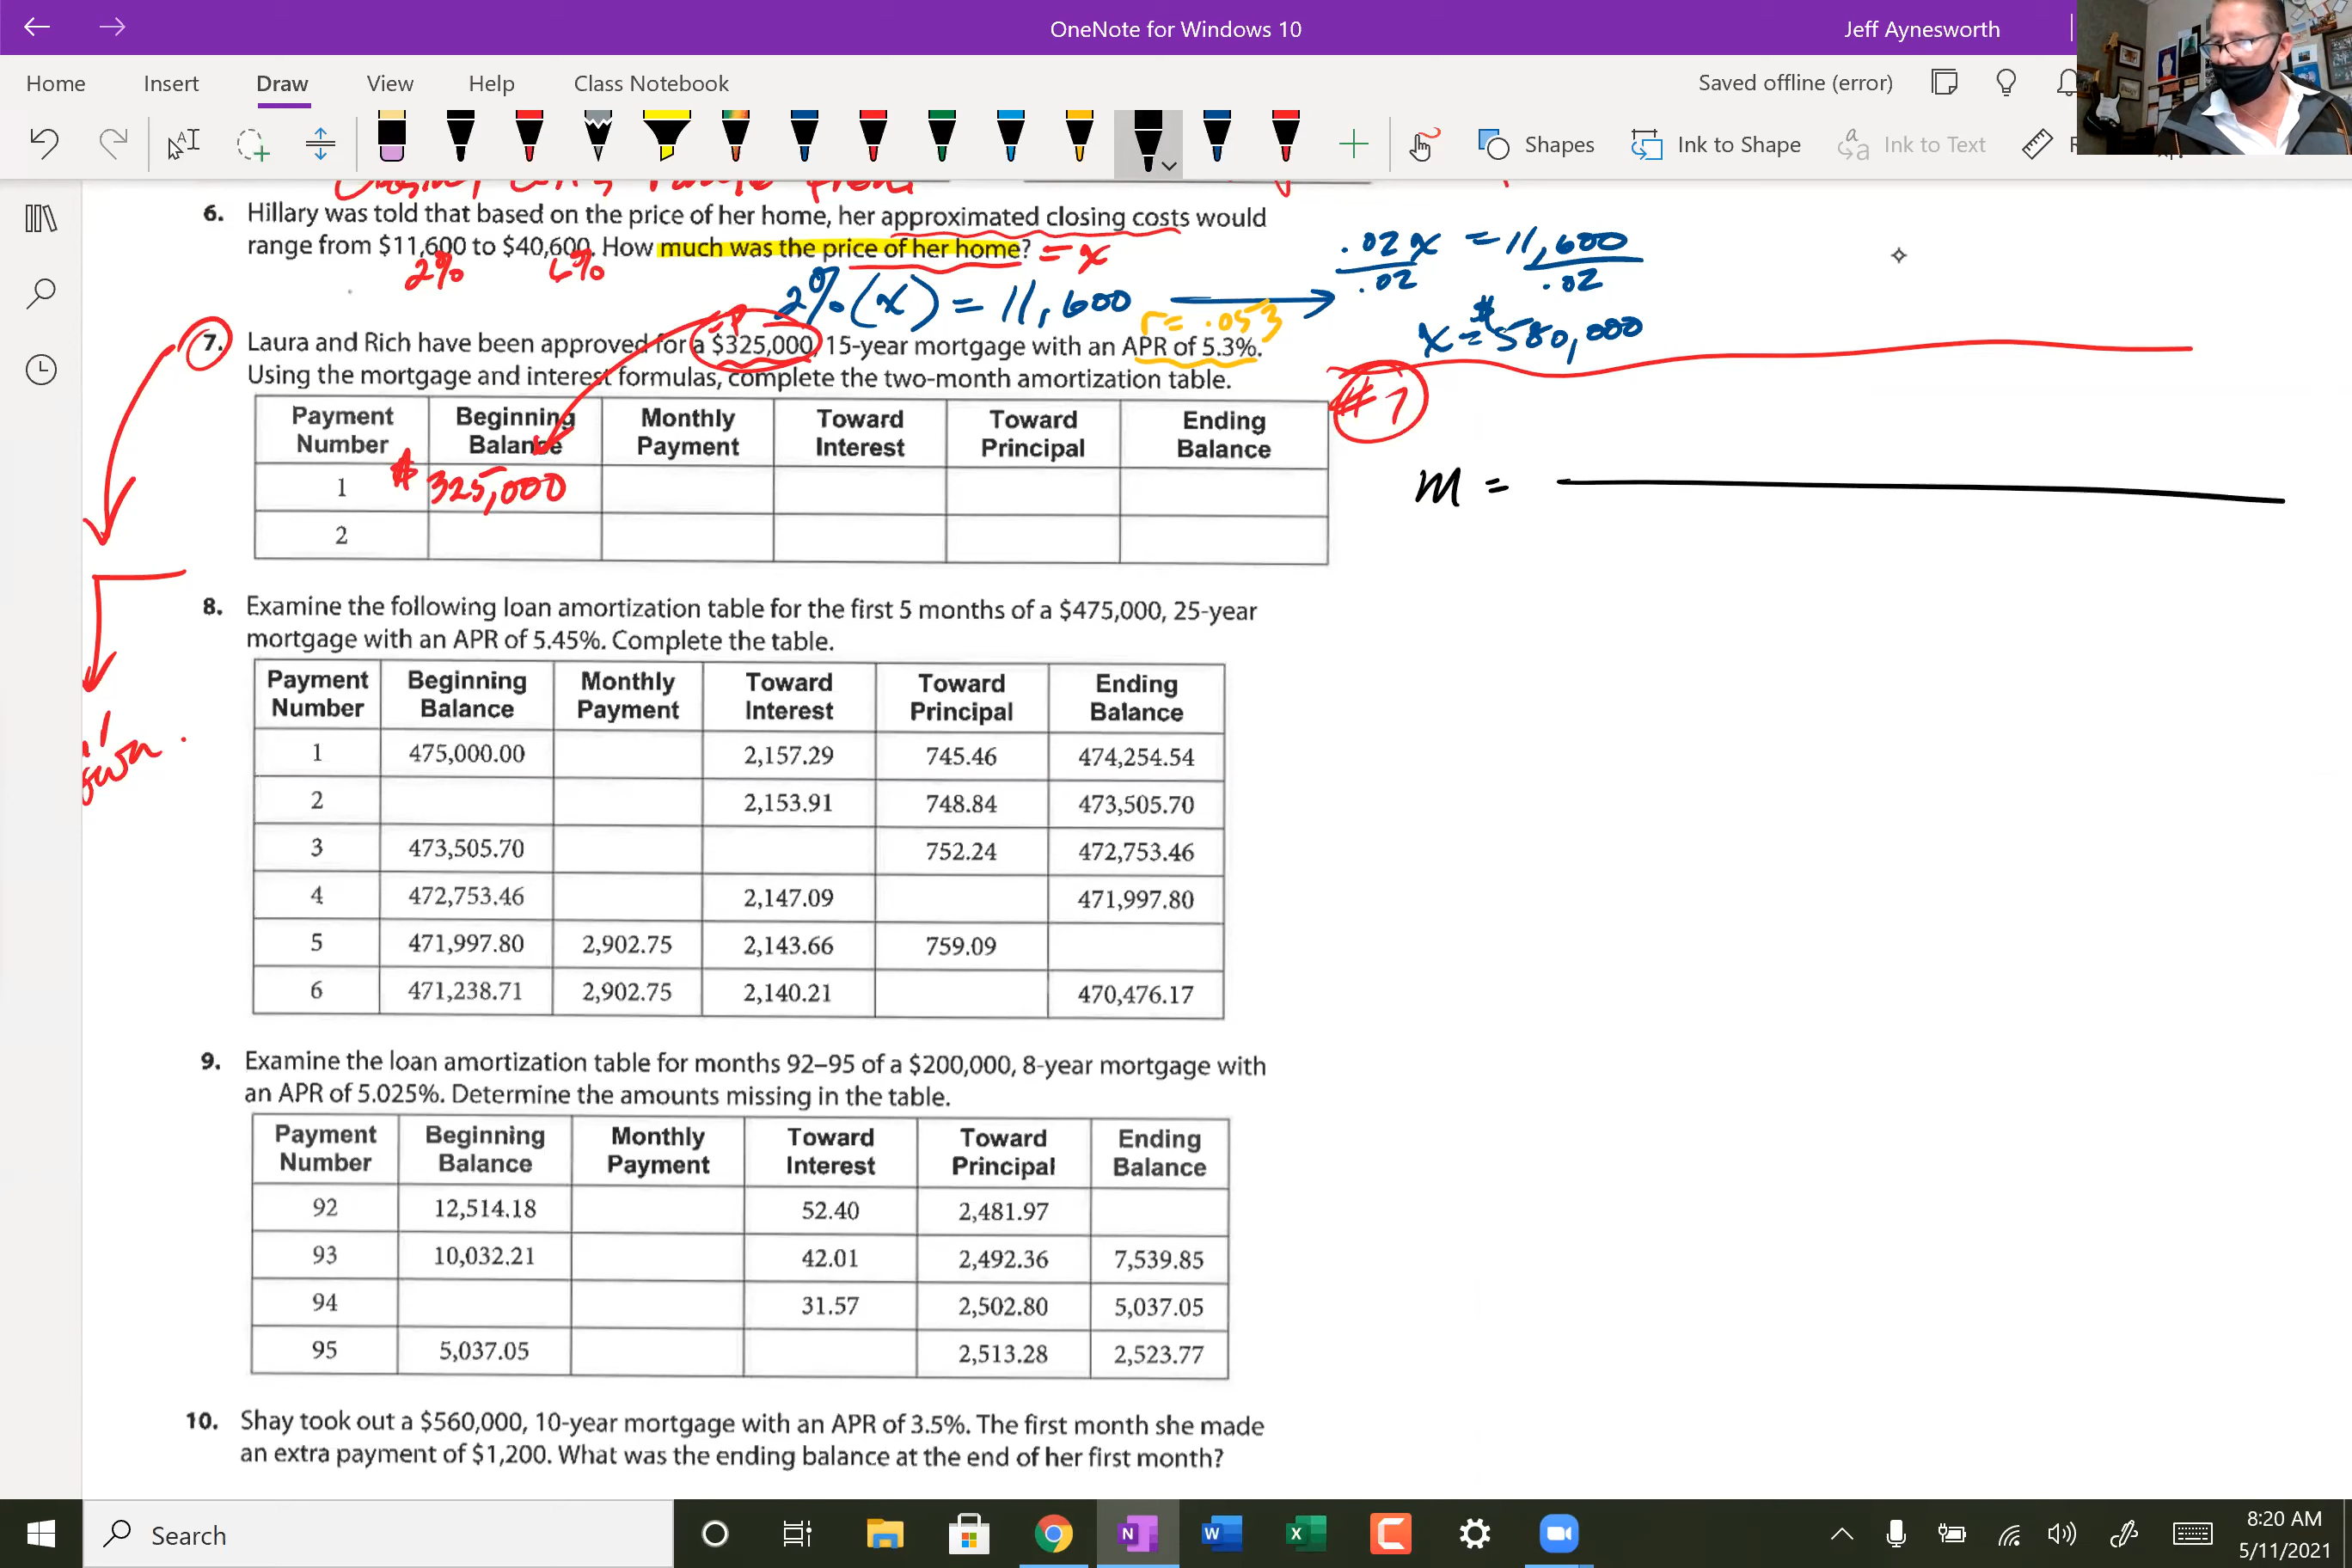 OneNote for Windows 10
Jeff Aynesworth
Home Insert Draw View Help Class Notebook
Saved offline (error)
Shapes Ink to Shape Ink to Text
6. Hillary was told that based on the price of her home, her approximated closing costs would
range from $11,600 to $40,600. How much was the price of her home? = x
2% 6%
2% (x) = 11,600
.02x = 11,600
.02 .02
x = $580,000
r = .053
7. Laura and Rich have been approved for a $325,000, 15-year mortgage with an APR of 5.3%.
Using the mortgage and interest formulas, complete the two-month amortization table.
#7
Payment Number Beginning Balance Monthly Payment Toward Interest Toward Principal Ending Balance
1 $325,000
2
m =
8. Examine the following loan amortization table for the first 5 months of a $475,000, 25-year
mortgage with an APR of 5.45%. Complete the table.
Payment Number Beginning Balance Monthly Payment Toward Interest Toward Principal Ending Balance
1 475,000.00 2,157.29 745.46 474,254.54
2 2,153.91 748.84 473,505.70
3 473,505.70 752.24 472,753.46
4 472,753.46 2,147.09 471,997.80
5 471,997.80 2,902.75 2,143.66 759.09
6 471,238.71 2,902.75 2,140.21 470,476.17
9. Examine the loan amortization table for months 92–95 of a $200,000, 8-year mortgage with
an APR of 5.025%. Determine the amounts missing in the table.
Payment Number Beginning Balance Monthly Payment Toward Interest Toward Principal Ending Balance
92 12,514.18 52.40 2,481.97
93 10,032.21 42.01 2,492.36 7,539.85
94 31.57 2,502.80 5,037.05
95 5,037.05 2,513.28 2,523.77
10. Shay took out a $560,000, 10-year mortgage with an APR of 3.5%. The first month she made
an extra payment of $1,200. What was the ending balance at the end of her first month?
Search
8:20 AM
5/11/2021